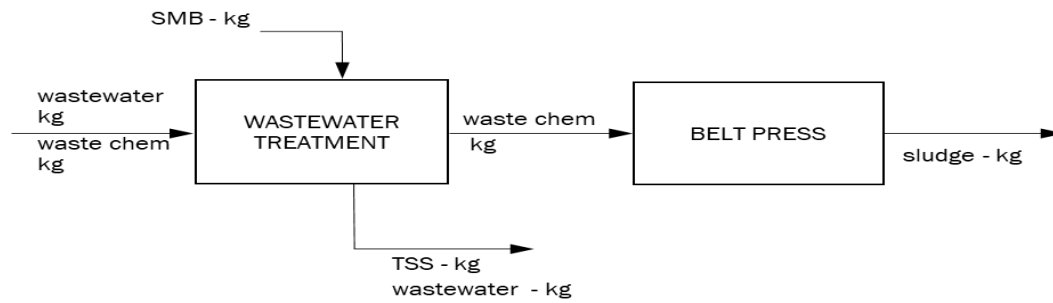 SMB - kg
wastewater
kg
waste chem
kg
WASTEWATER
TREATMENT
waste chem
kg
BELT PRESS
sludge - kg
TSS - kg
wastewater - kg